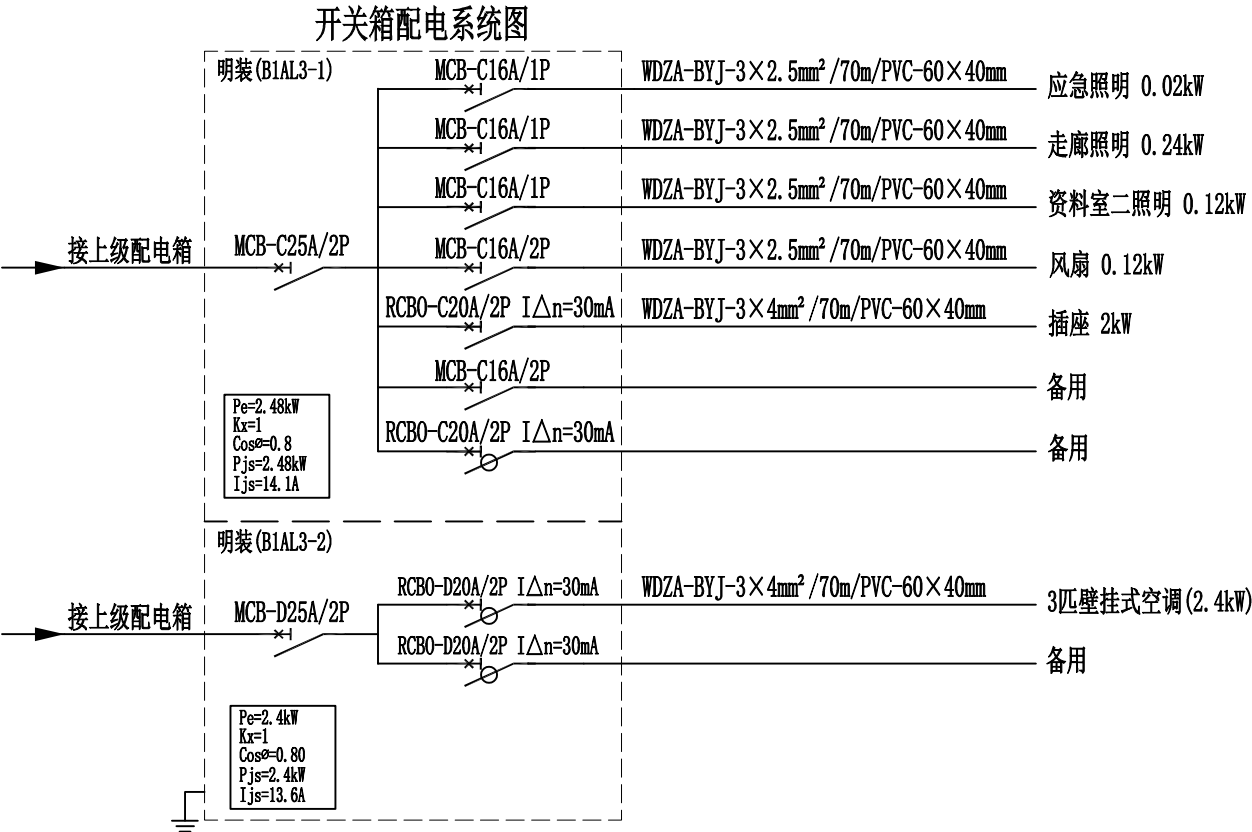 开关箱配电系统图
明装(B1AL3-1)
MCB-C16A/1P WDZA-BYJ-3×2.5mm²/70m/PVC-60×40mm 应急照明 0.02kW
MCB-C16A/1P WDZA-BYJ-3×2.5mm²/70m/PVC-60×40mm 走廊照明 0.24kW
MCB-C16A/1P WDZA-BYJ-3×2.5mm²/70m/PVC-60×40mm 资料室二照明 0.12kW
接上级配电箱 MCB-C25A/2P MCB-C16A/2P WDZA-BYJ-3×2.5mm²/70m/PVC-60×40mm 风扇 0.12kW
RCBO-C20A/2P I△n=30mA WDZA-BYJ-3×4mm²/70m/PVC-60×40mm 插座 2kW
MCB-C16A/2P 备用
RCBO-C20A/2P I△n=30mA 备用
Pe=2.48kW
Kx=1
Cosø=0.8
Pjs=2.48kW
Ijs=14.1A
明装(B1AL3-2)
RCBO-D20A/2P I△n=30mA WDZA-BYJ-3×4mm²/70m/PVC-60×40mm 3匹壁挂式空调(2.4kW)
接上级配电箱 MCB-D25A/2P
RCBO-D20A/2P I△n=30mA 备用
Pe=2.4kW
Kx=1
Cosø=0.80
Pjs=2.4kW
Ijs=13.6A